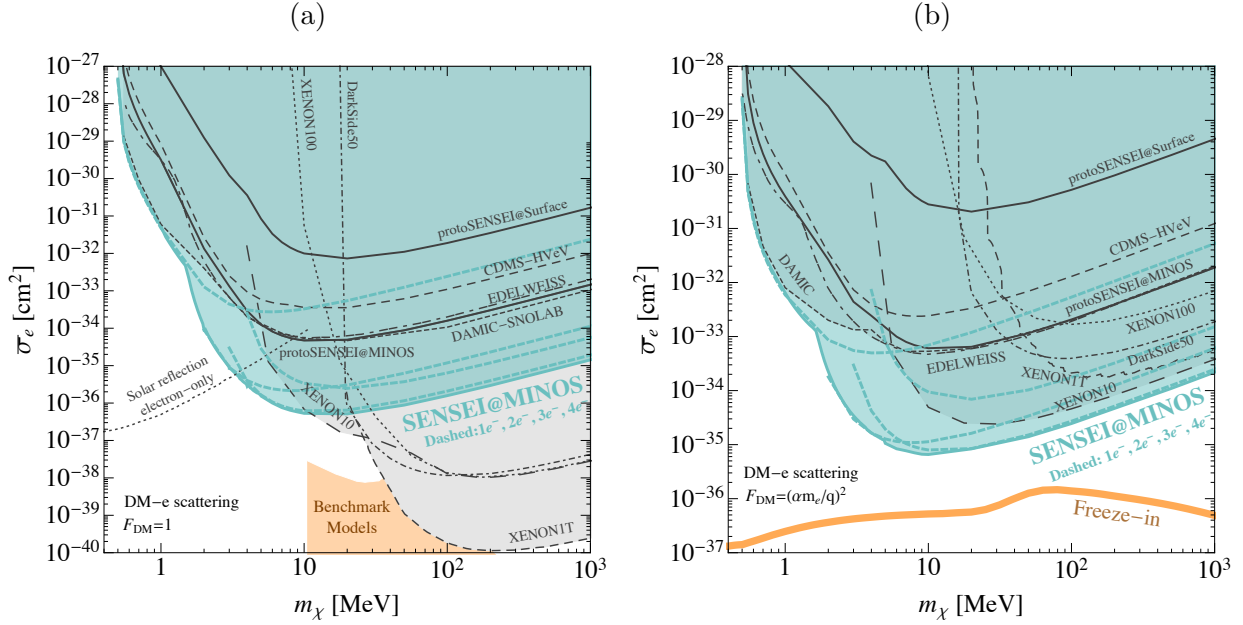 (a)
10^-27
10^-28
10^-29
10^-30
10^-31
10^-32
10^-33
10^-34
10^-35
10^-36
10^-37
10^-38
10^-39
10^-40
σ̅_e [cm^2]
XENON100
DarkSide50
protoSENSEI@Surface
CDMS-HVeV
EDELWEISS
DAMIC-SNOLAB
protoSENSEI@MINOS
Solar reflection
electron-only
XENON10
SENSEI@MINOS
Dashed:1e^-, 2e^-, 3e^-, 4e^-
DM-e scattering
F_DM=1
Benchmark
Models
XENON1T
1
10
10^2
10^3
m_χ [MeV]
(b)
10^-27
10^-28
10^-29
10^-30
10^-31
10^-32
10^-33
10^-34
10^-35
10^-36
10^-37
σ̅_e [cm^2]
protoSENSEI@Surface
CDMS-HVeV
DAMIC
protoSENSEI@MINOS
XENON100
EDELWEISS
DarkSide50
XENON1T
XENON10
SENSEI@MINOS
Dashed: 1e^-, 2e^-, 3e^-, 4e^-
DM-e scattering
F_DM=(αm_e/q)^2
Freeze-in
1
10
10^2
10^3
m_χ [MeV]